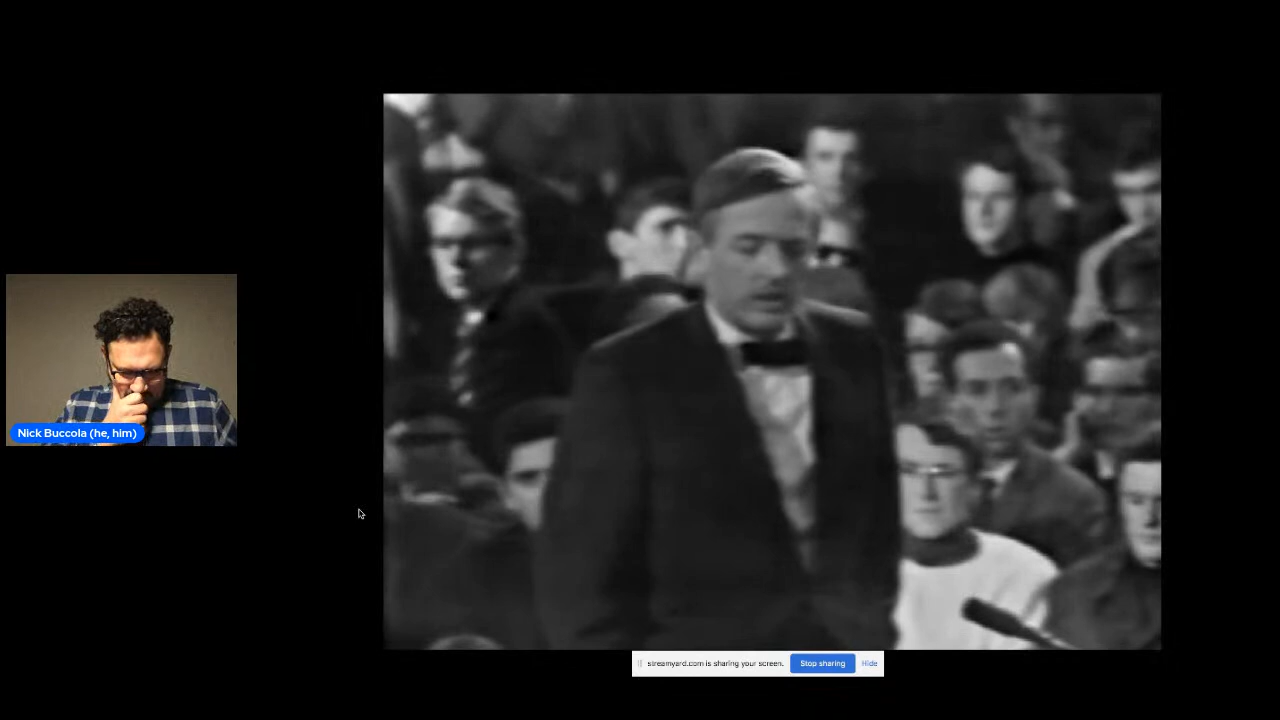 Nick Buccola (he, him)
streamyard.com is sharing your screen.
Stop sharing
Hide